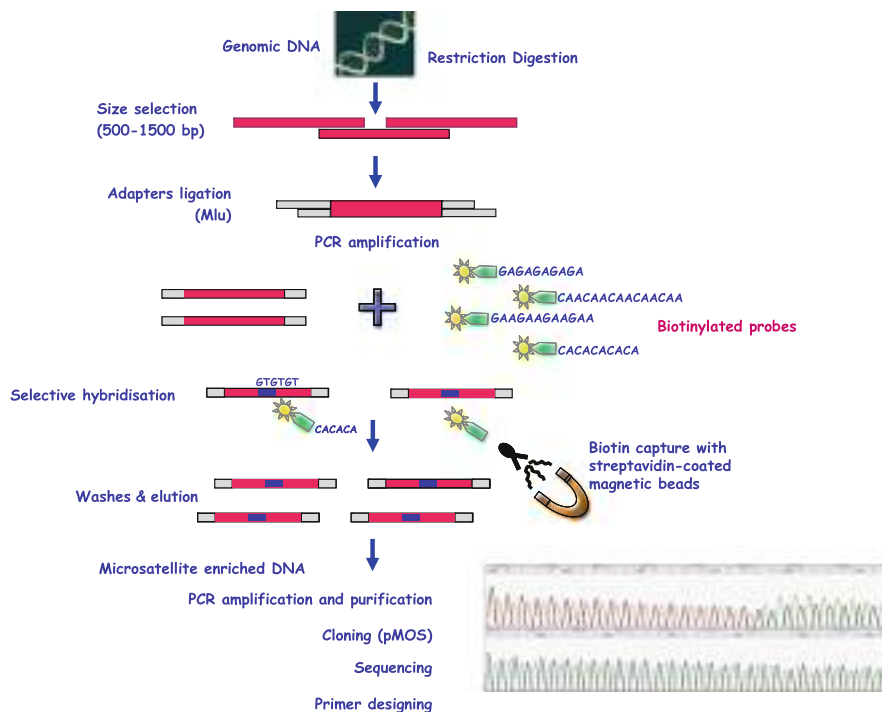 Genomic DNA
Restriction Digestion
Size selection
(500-1500 bp)
Adapters ligation
(Mlu)
PCR amplification
GAGAGAGAGA
CAACAACAACAACAA
GAAGAAGAAGAA
Biotinylated probes
CACACACACA
GTGTGT
Selective hybridisation
CACACA
Biotin capture with
streptavidin-coated
magnetic beads
Washes & elution
Microsatellite enriched DNA
PCR amplification and purification
Cloning (pMOS)
Sequencing
Primer designing